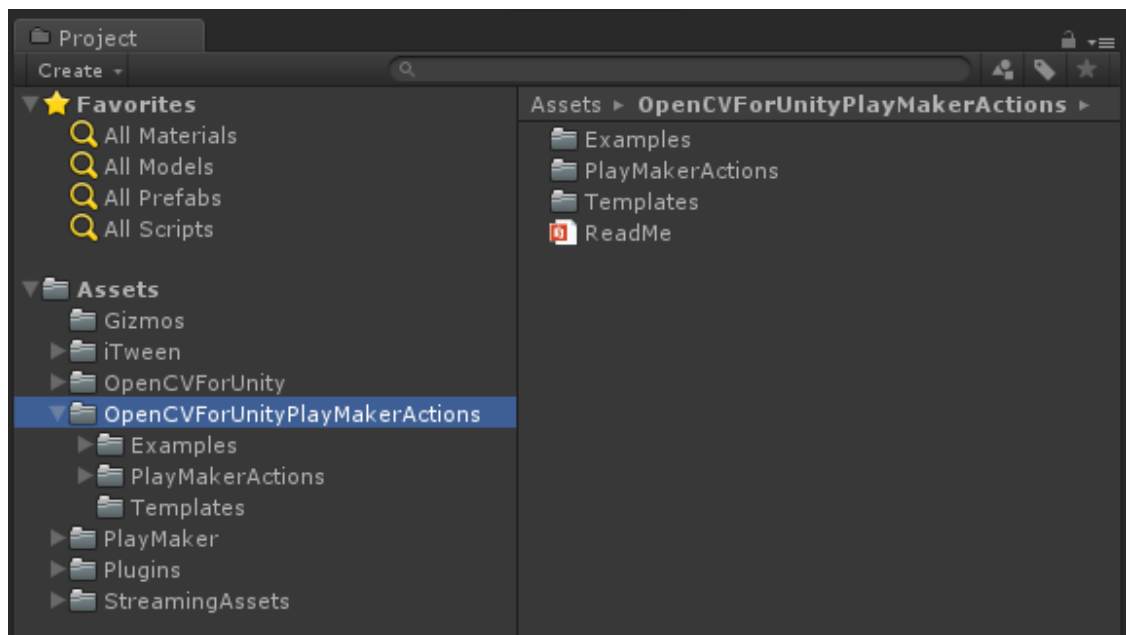 Project
Create
Favorites
All Materials
All Models
All Prefabs
All Scripts
Assets
Gizmos
iTween
OpenCVForUnity
OpenCVForUnityPlayMakerActions
Examples
PlayMakerActions
Templates
PlayMaker
Plugins
StreamingAssets
Assets ▸ OpenCVForUnityPlayMakerActions ▸
Examples
PlayMakerActions
Templates
ReadMe